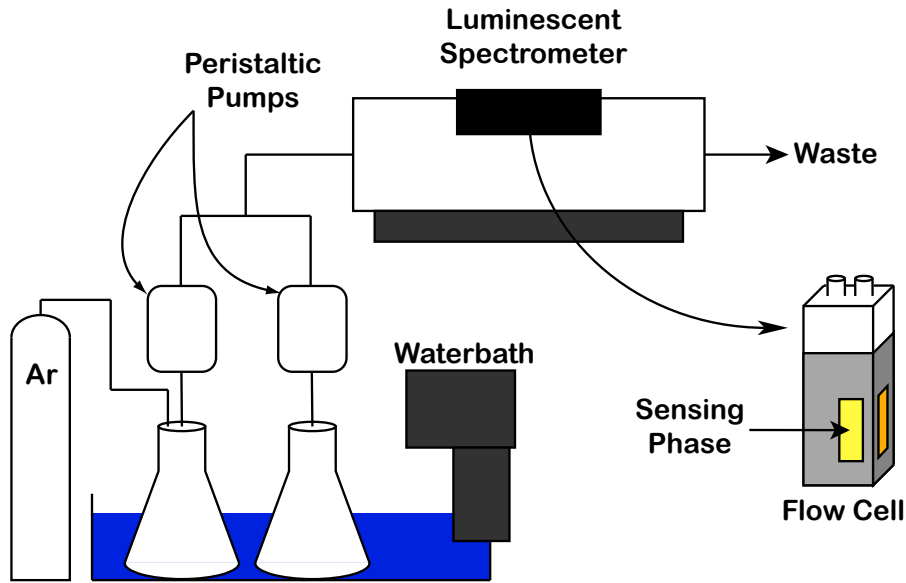 Luminescent
Spectrometer
Peristaltic
Pumps
Waste
Ar
Waterbath
Sensing
Phase
Flow Cell